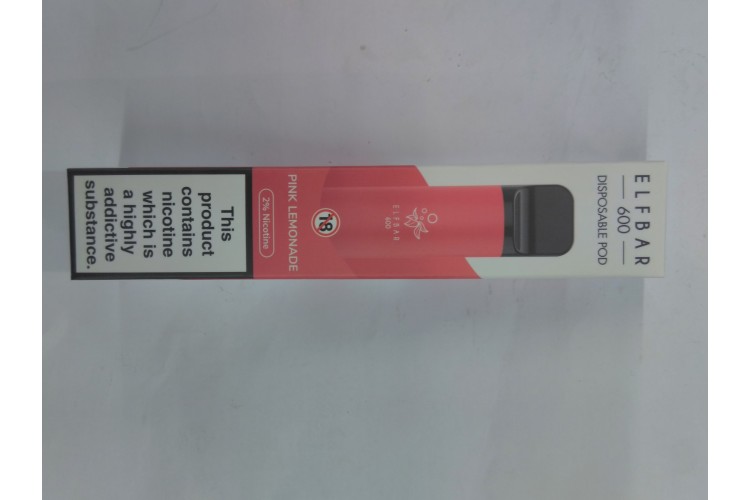 ELFBAR
600
DISPOSABLE POD
ELFBAR
600
18
PINK LEMONADE
2% Nicotine
This
product
contains
nicotine
which is
a highly
addictive
substance.